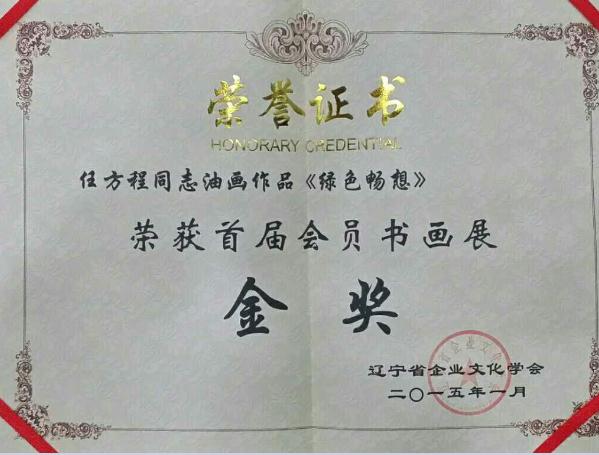 荣誉证书
HONORARY CREDENTIAL
任方程同志油画作品《绿色畅想》
荣获首届会员书画展
金奖
辽宁省企业文化学会
二〇一五年一月